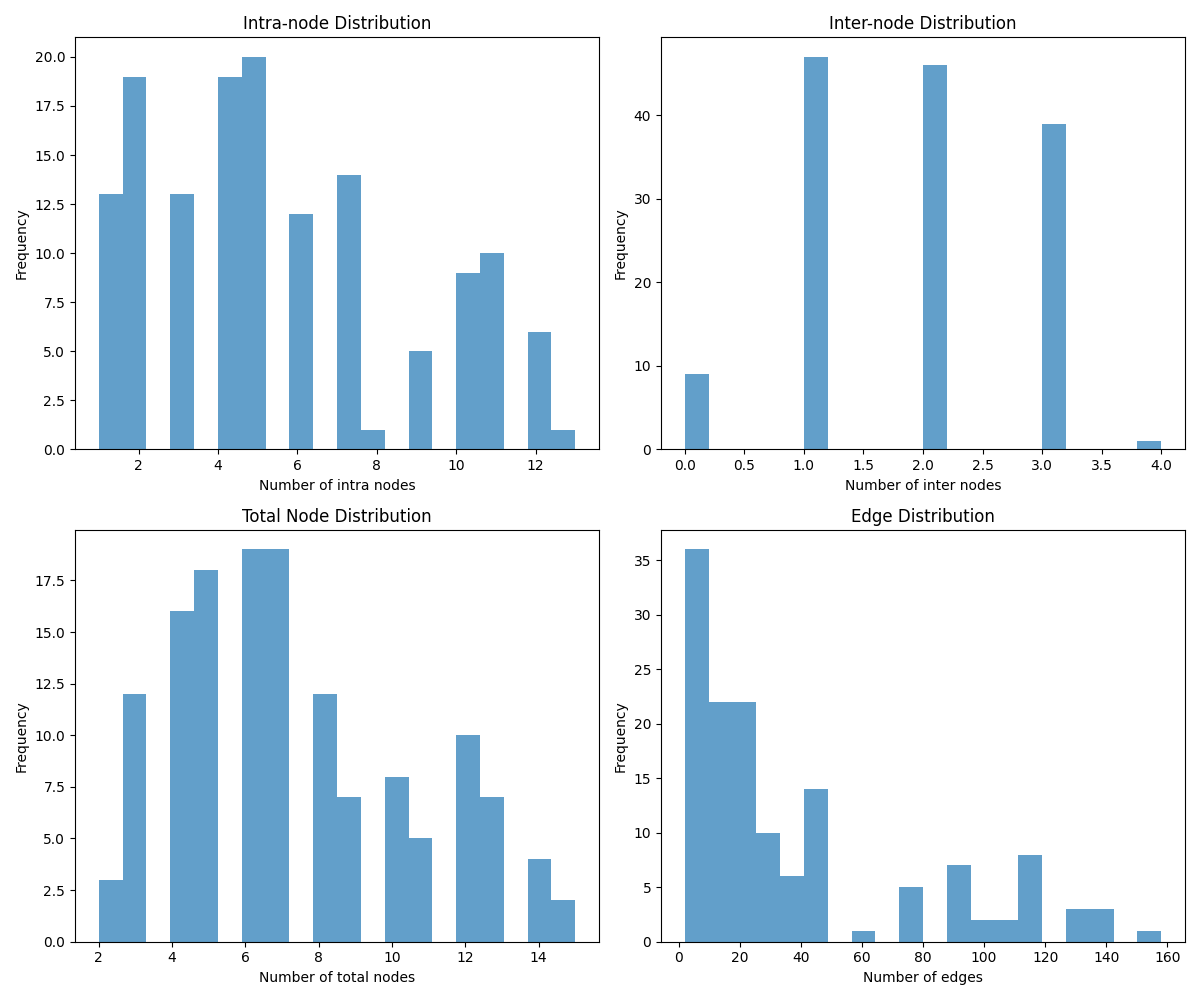 Intra-node Distribution
20.0
17.5
15.0
12.5
10.0
7.5
5.0
2.5
0.0
Frequency
2 4 6 8 10 12
Number of intra nodes
Inter-node Distribution
40
30
20
10
0
Frequency
0.0 0.5 1.0 1.5 2.0 2.5 3.0 3.5 4.0
Number of inter nodes
Total Node Distribution
17.5
15.0
12.5
10.0
7.5
5.0
2.5
0.0
Frequency
2 4 6 8 10 12 14
Number of total nodes
Edge Distribution
35
30
25
20
15
10
5
0
Frequency
0 20 40 60 80 100 120 140 160
Number of edges